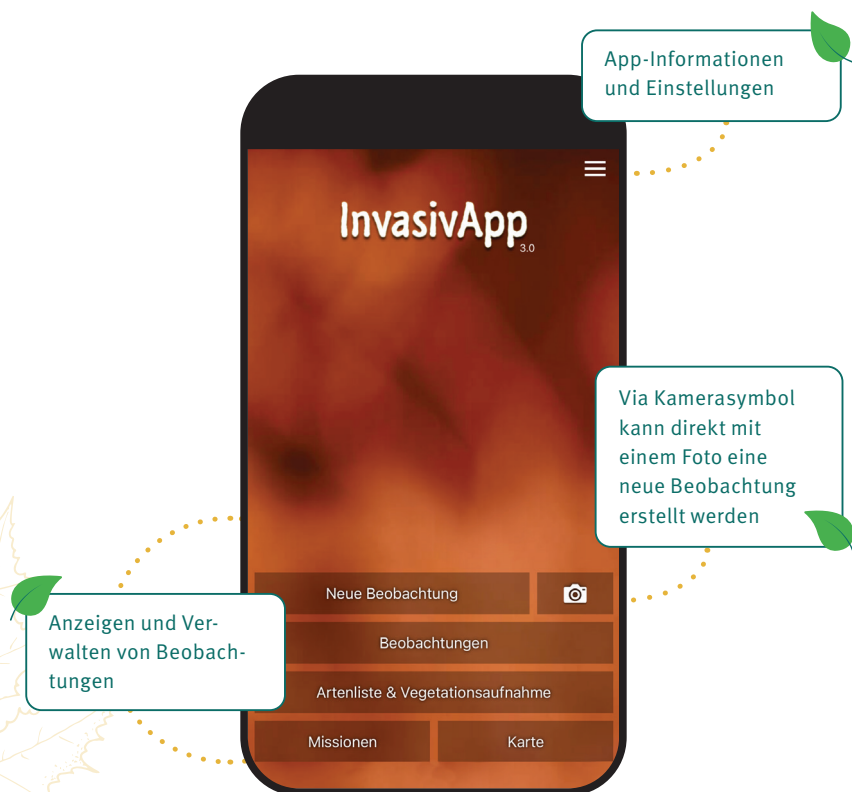 App-Informationen
und Einstellungen
InvasivApp
3.0
Via Kamerasymbol
kann direkt mit
einem Foto eine
neue Beobachtung
erstellt werden
Neue Beobachtung
Anzeigen und Ver-
walten von Beobach-
tungen
Beobachtungen
Artenliste & Vegetationsaufnahme
Missionen
Karte